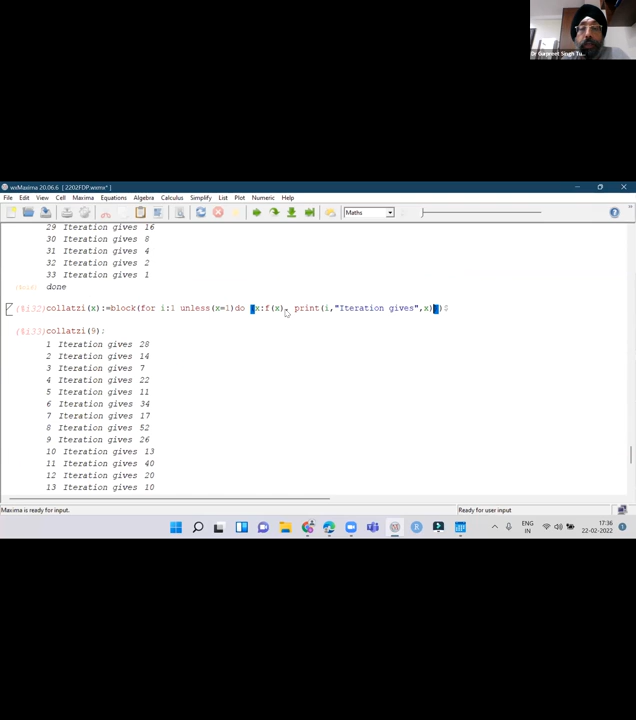 Dr Gurpreet Singh Tu...
wxMaxima 20.06.6 [ 2202FDP.wxmx* ]
File Edit View Cell Maxima Equations Algebra Calculus Simplify List Plot Numeric Help
Maths
29 Iteration gives 16
30 Iteration gives 8
31 Iteration gives 4
32 Iteration gives 2
33 Iteration gives 1
done
(%i32) collatzi(x):=block(for i:1 unless(x=1)do (x:f(x), print(i,"Iteration gives",x)))$
(%i33) collatzi(9);
1 Iteration gives 28
2 Iteration gives 14
3 Iteration gives 7
4 Iteration gives 22
5 Iteration gives 11
6 Iteration gives 34
7 Iteration gives 17
8 Iteration gives 52
9 Iteration gives 26
10 Iteration gives 13
11 Iteration gives 40
12 Iteration gives 20
13 Iteration gives 10
Maxima is ready for input.
Ready for user input
ENG
IN
17:36
22-02-2022